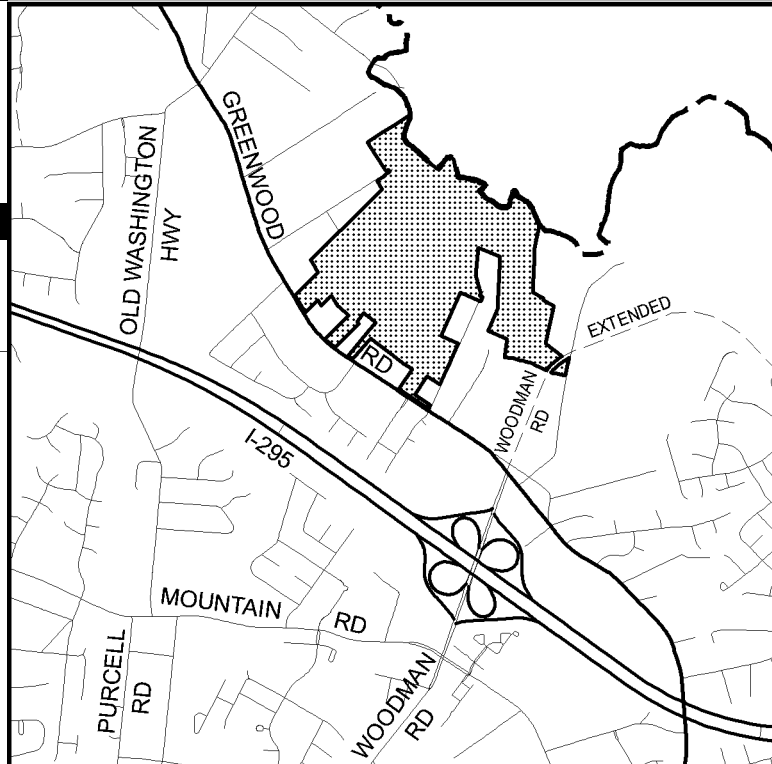 GREENWOOD
RD
OLD WASHINGTON
HWY
EXTENDED
WOODMAN
RD
I-295
MOUNTAIN RD
PURCELL
RD
WOODMAN
RD